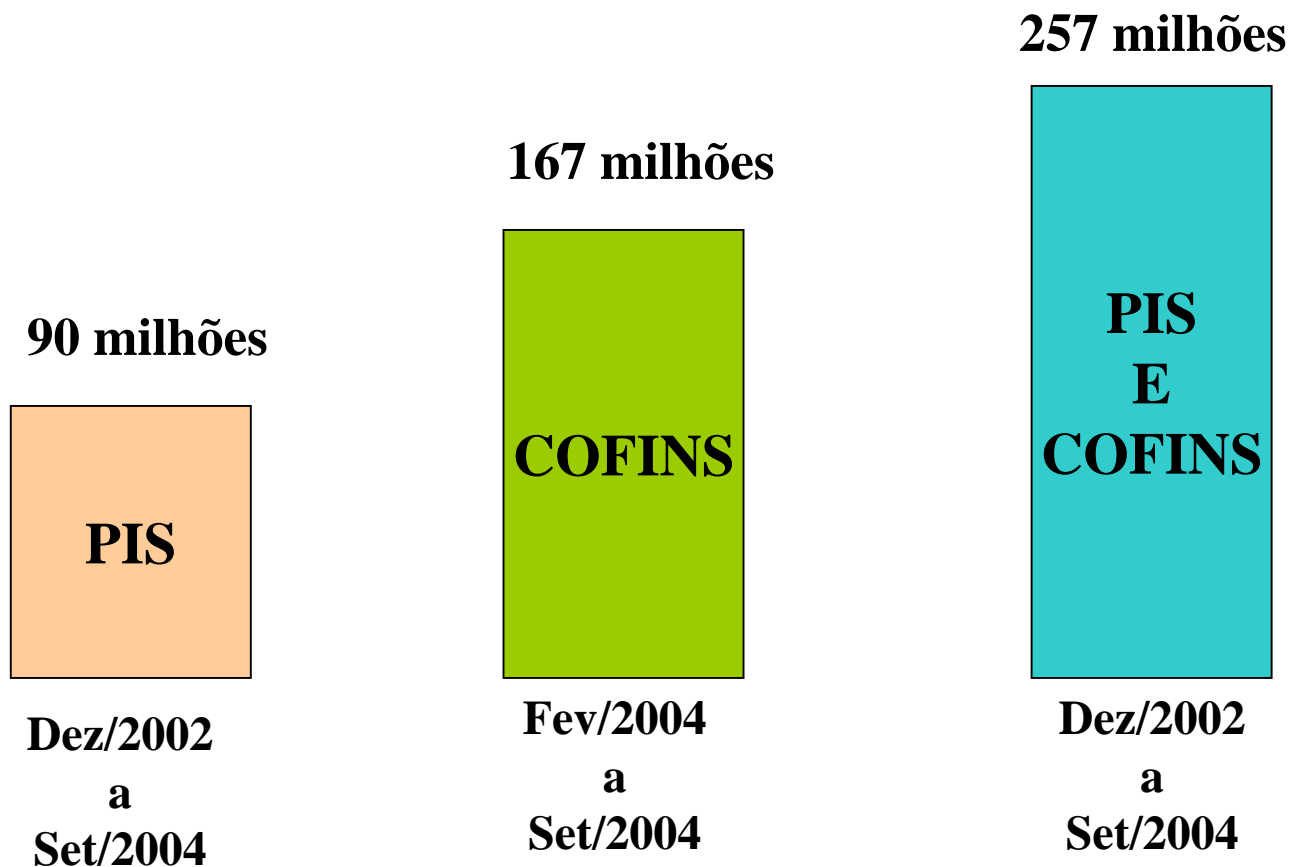 90 milhões
PIS
Dez/2002
a
Set/2004
167 milhões
COFINS
Fev/2004
a
Set/2004
257 milhões
PIS
E
COFINS
Dez/2002
a
Set/2004